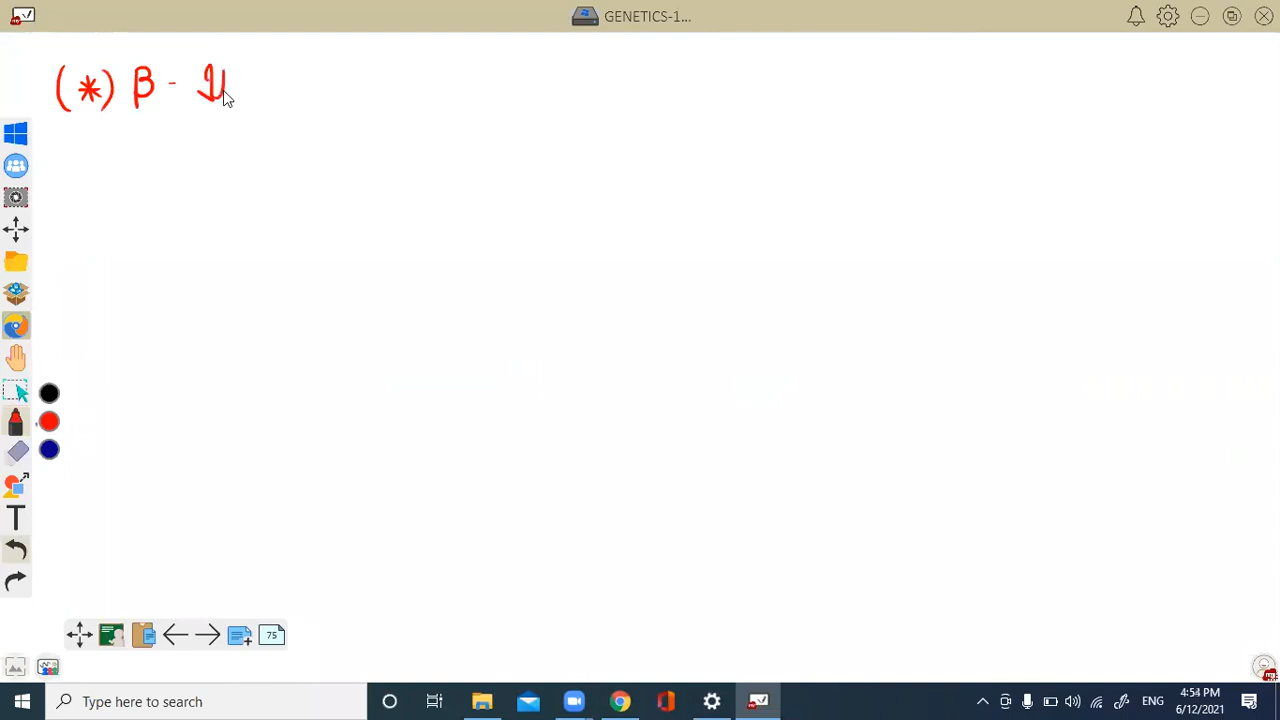 GENETICS-1...
(*) β -
75
Type here to search
ENG
4:54 PM
6/12/2021